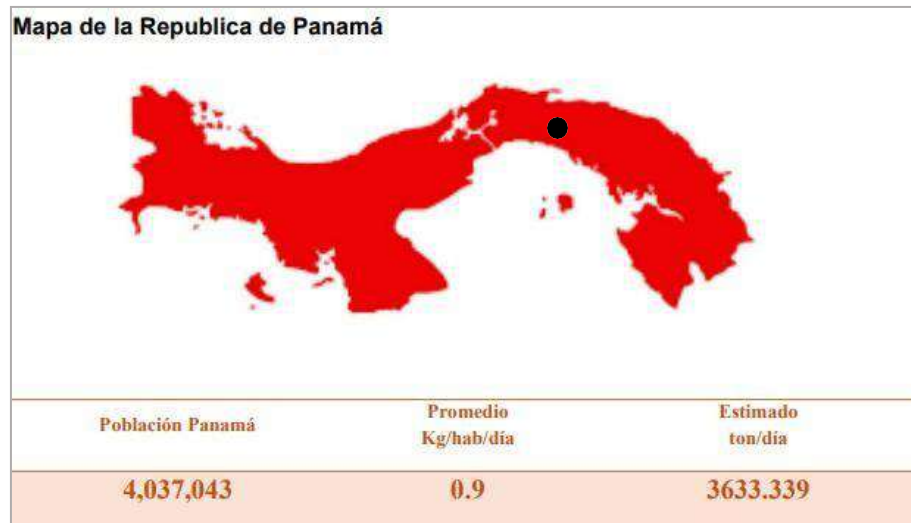 Mapa de la Republica de Panamá
Población Panamá
Promedio
Kg/hab/día
Estimado
ton/día
4,037,043
0.9
3633.339